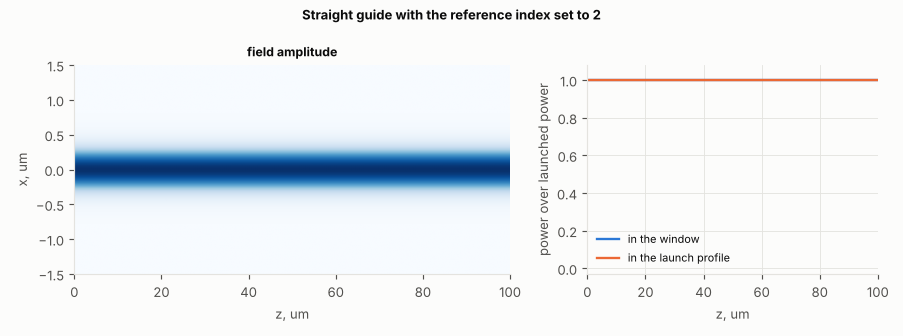 Straight guide with the reference index set to 2
field amplitude
1.5
1.0
0.5
0.0
−0.5
−1.0
−1.5
x, um
0 20 40 60 80 100
z, um
power over launched power
1.0
0.8
0.6
0.4
0.2
0.0
in the window
in the launch profile
0 20 40 60 80 100
z, um